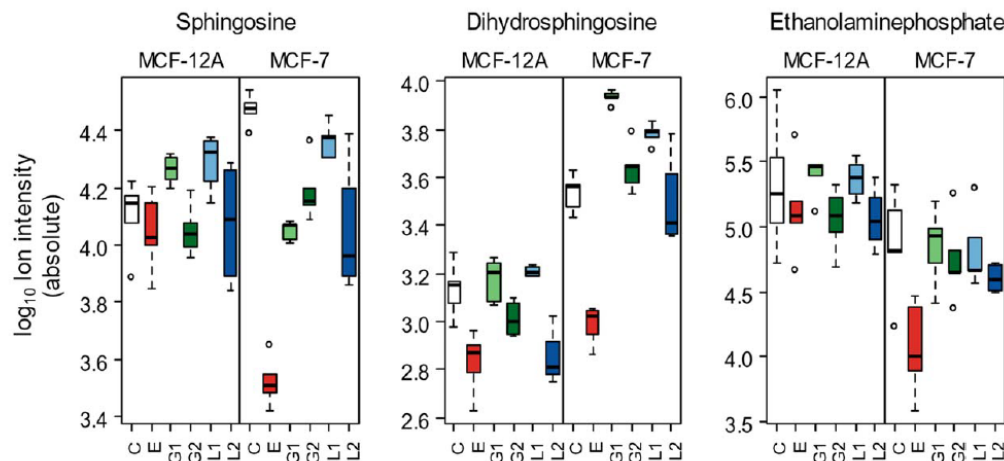 Sphingosine Dihydrosphingosine Ethanolaminephosphate
MCF-12A MCF-7 MCF-12A MCF-7 MCF-12A MCF-7
log10 Ion intensity
(absolute)
4.4
4.2
4.0
3.8
3.6
3.4
4.0
3.8
3.6
3.4
3.2
3.0
2.8
2.6
6.0
5.5
5.0
4.5
4.0
3.5
C E G1 G2 L1 L2 C E G1 G2 L1 L2
C E G1 G2 L1 L2 C E G1 G2 L1 L2
C E G1 G2 L1 L2 C E G1 G2 L1 L2